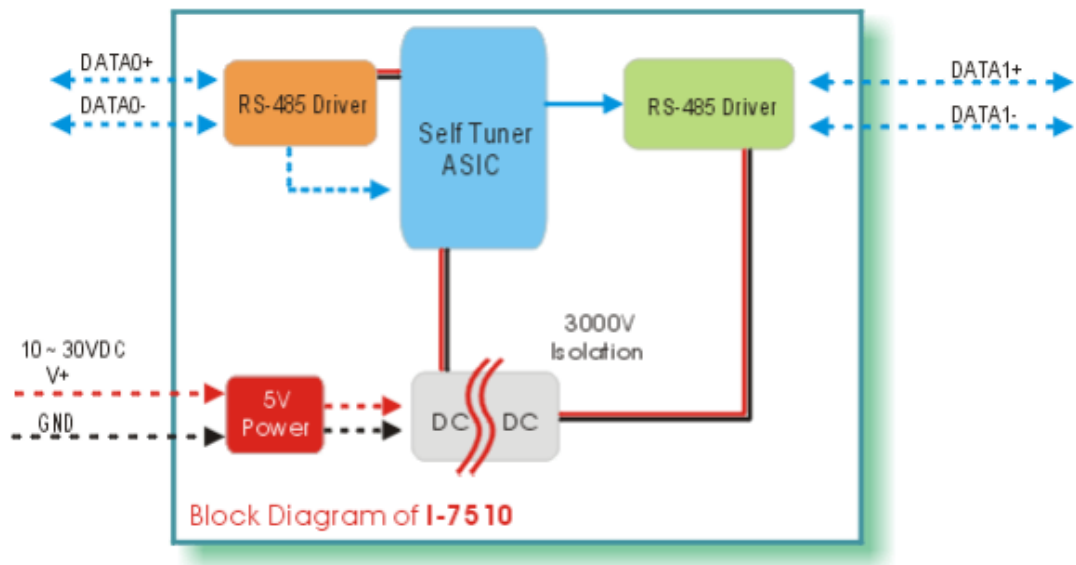 DATA0+
DATA0-
RS-485 Driver
Self Tuner
ASIC
RS-485 Driver
DATA1+
DATA1-
10 ~ 30VDC
V+
GND
5V
Power
DC DC
3000V
Isolation
Block Diagram of I-7510